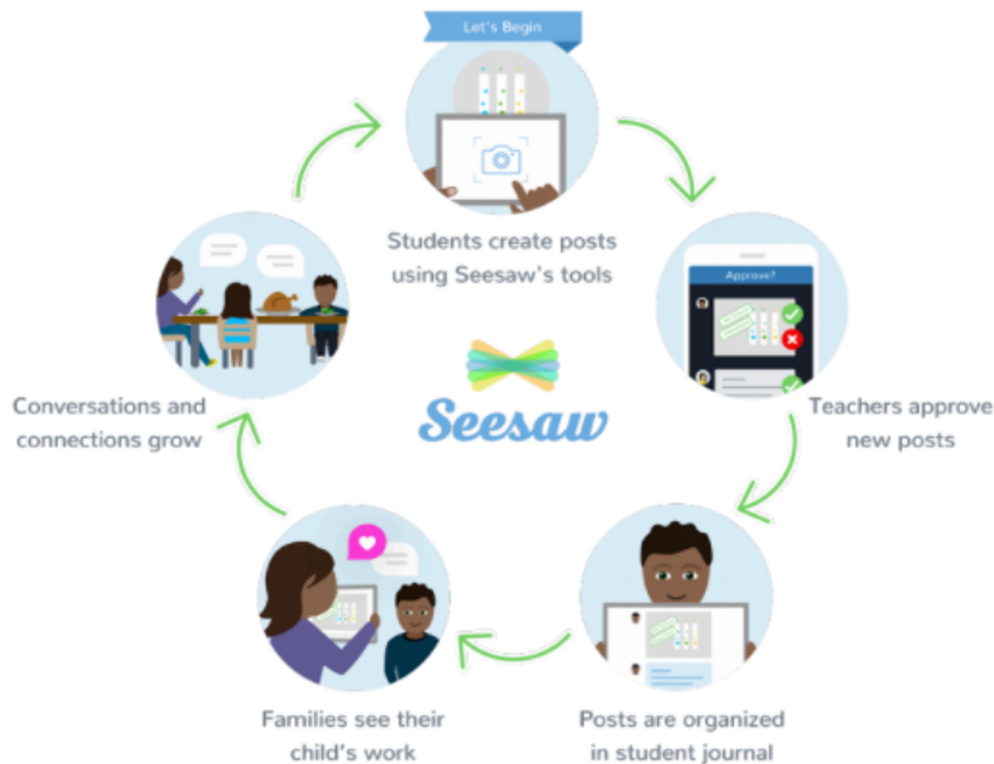 Let's Begin
Students create posts
using Seesaw's tools
Approve?
Teachers approve
new posts
Posts are organized
in student journal
Families see their
child's work
Conversations and
connections grow
Seesaw